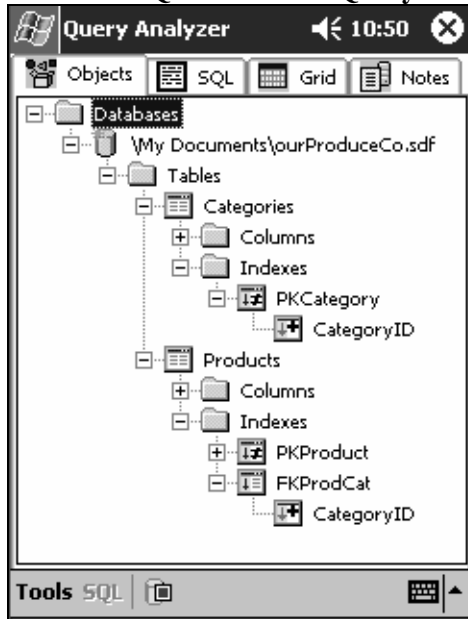 Query Analyzer 10:50
Objects SQL Grid Notes
Databases
\My Documents\ourProduceCo.sdf
Tables
Categories
Columns
Indexes
PKCategory
CategoryID
Products
Columns
Indexes
PKProduct
FKProdCat
CategoryID
Tools SQL